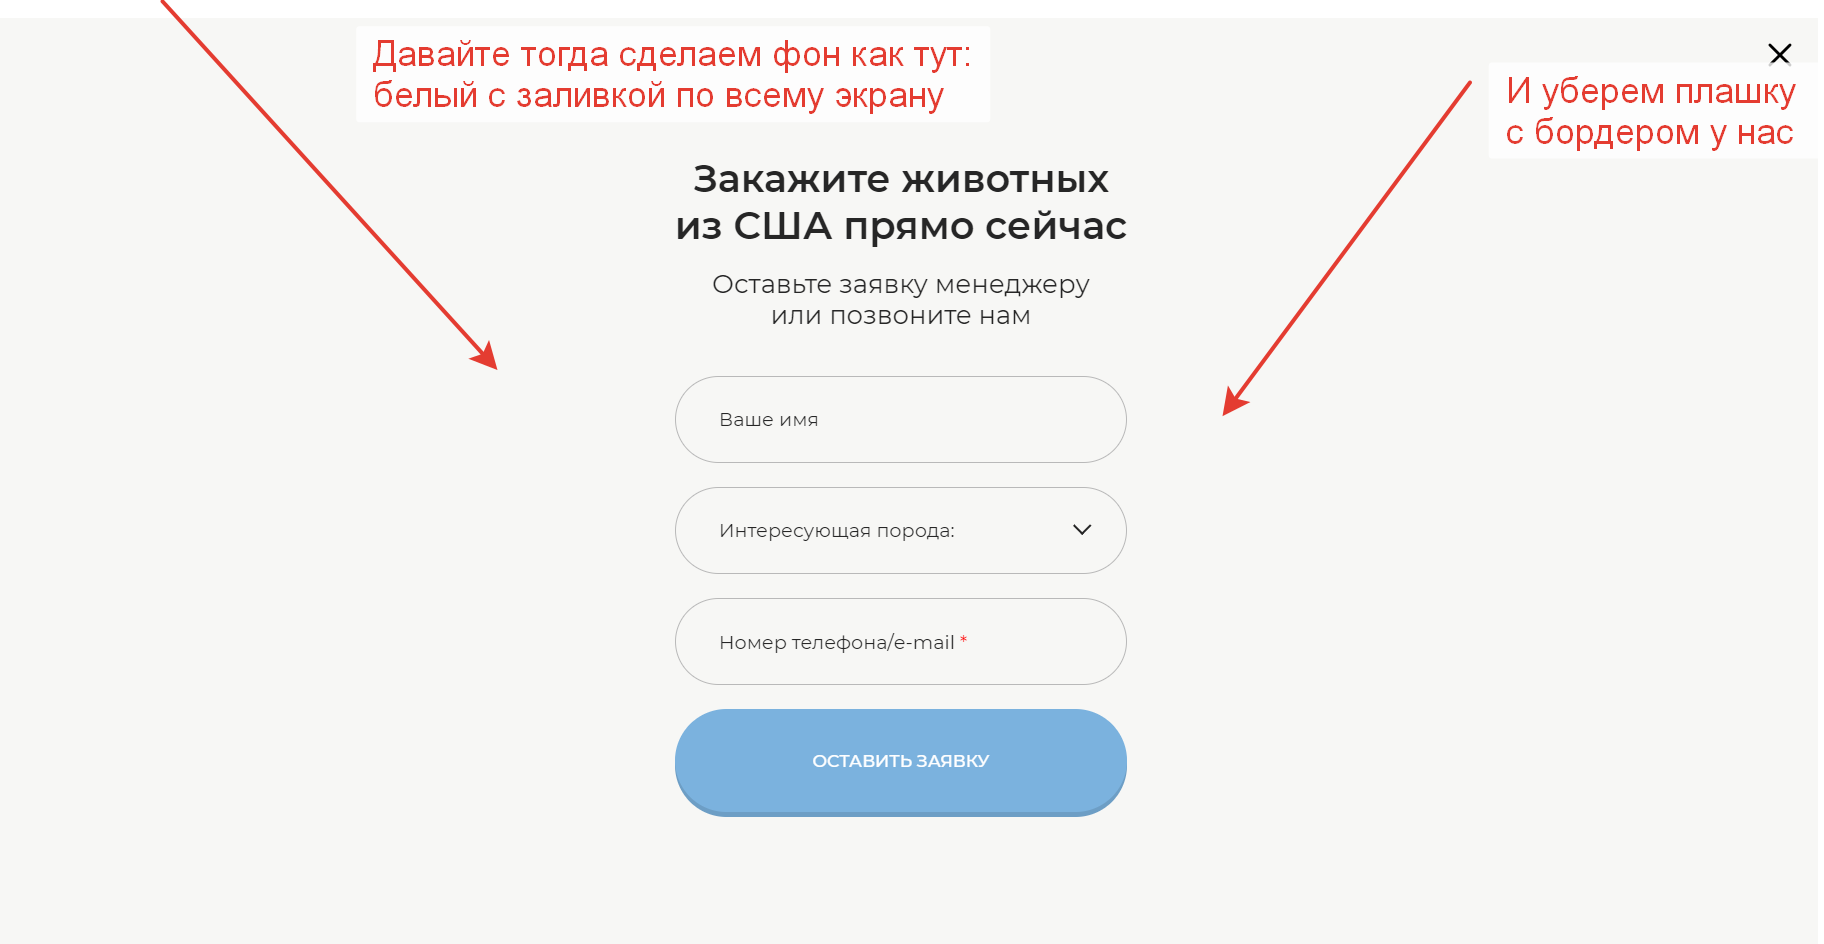 Давайте тогда сделаем фон как тут:
белый с заливкой по всему экрану
И уберем плашку
с бордером у нас
Закажите животных
из США прямо сейчас
Оставьте заявку менеджеру
или позвоните нам
Ваше имя
Интересующая порода:
Номер телефона/e-mail *
ОСТАВИТЬ ЗАЯВКУ